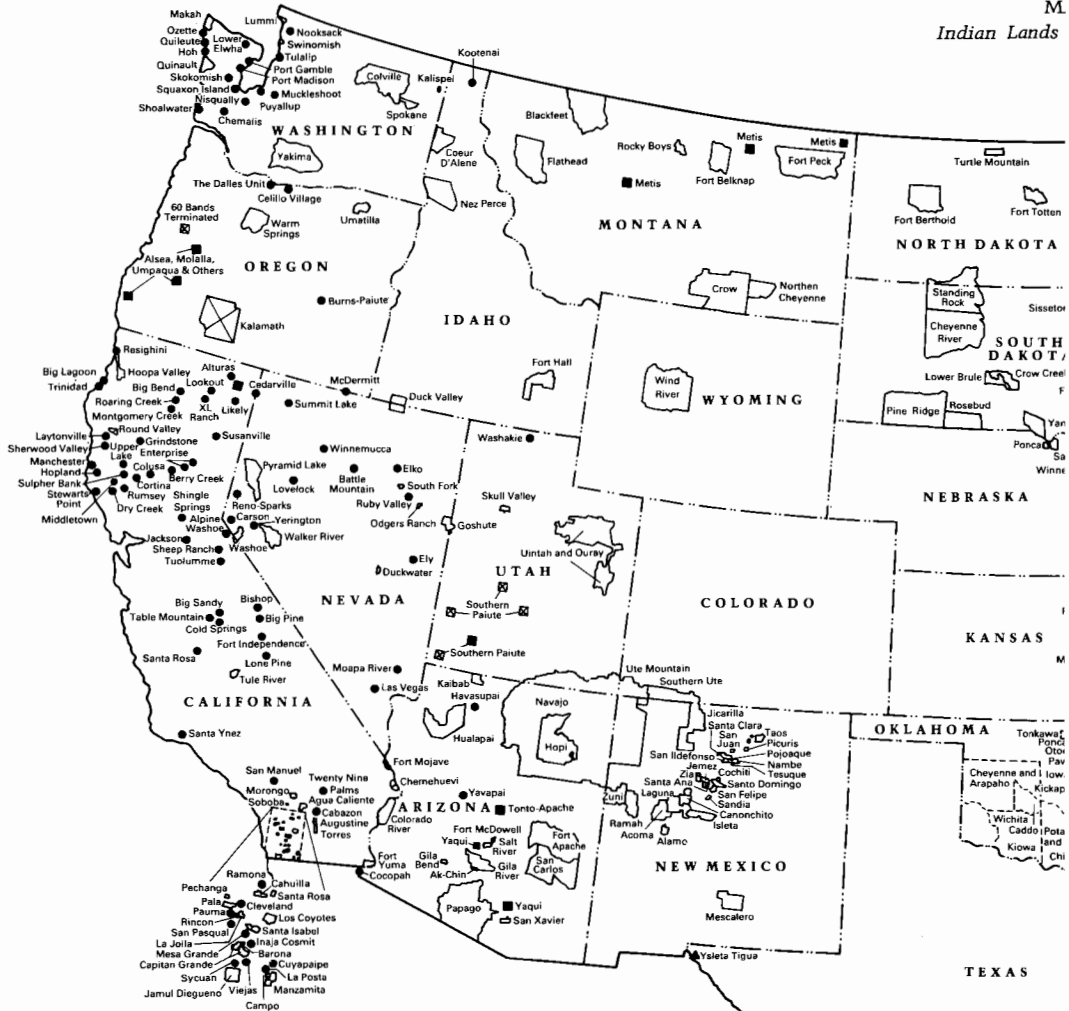 M
Indian Lands
Makah
Ozette
Quileute
Hoh
Quinault
Lower
Elwha
Lummi
Nooksack
Swinomish
Tulalip
Port Gamble
Port Madison
Skokomish
Squaxon Island
Nisqually
Muckleshoot
Puyallup
Shoalwater
Chemalis
WASHINGTON
Colville
Spokane
Kalispel
Kootenai
Yakima
Coeur
D'Alene
Nez Perce
The Dalles Unit
Celillo Village
60 Bands
Terminated
Warm
Springs
Umatilla
Alsea, Molalla,
Umpaqua & Others
OREGON
Burns-Paiute
Kalamath
IDAHO
Fort Hall
Blackfeet
Flathead
Rocky Boys
Metis
Metis
Metis
Fort Belknap
Fort Peck
MONTANA
Crow
Northen
Cheyenne
Turtle Mountain
Fort Berthold
Fort Totten
NORTH DAKOTA
Standing
Rock
Cheyenne
River
Sisseton
SOUTH
DAKOTA
Lower Brule
Crow Creek
Pine Ridge
Rosebud
Yan
Ponca
Sa
Winne
Wind
River
WYOMING
NEBRASKA
Resighini
Big Lagoon
Trinidad
Hoopa Valley
Big Bend
Lookout
Alturas
Cedarville
Roaring Creek
XL
Ranch
Likely
Montgomery Creek
McDermitt
Summit Lake
Duck Valley
Laytonville
Round Valley
Sherwood Valley
Upper
Lake
Grindstone
Enterprise
Susanville
Manchester
Hopland
Colusa
Berry Creek
Sulpher Bank
Cortina
Stewarts
Point
Rumsey
Middletown
Dry Creek
Shingle
Springs
Pyramid Lake
Reno-Sparks
Lovelock
Winnemucca
Battle
Mountain
Elko
South Fork
Ruby Valley
Odgers Ranch
Washakie
Skull Valley
Goshute
Alpine
Washoe
Carson
Yerington
Walker River
Washoe
Jackson
Sheep Ranch
Tuolumme
Ely
Duckwater
Uintah and Ouray
UTAH
NEVADA
Southern
Paiute
Southern Paiute
COLORADO
KANSAS
Big Sandy
Table Mountain
Cold Springs
Bishop
Big Pine
Fort Independence
Santa Rosa
Lone Pine
Tule River
CALIFORNIA
Moapa River
Las Vegas
Kaibab
Havasupai
Hualapai
Navajo
Hopi
Ute Mountain
Southern Ute
Jicarilla
Santa Clara
San
Juan
Taos
Picuris
Pojoaque
San Ildefonso
Nambe
Tesuque
Jemez
Cochiti
Zia
Santo Domingo
Santa Ana
San Felipe
Laguna
Sandia
Canonchito
Isleta
Zuni
Ramah
Acoma
Alamo
NEW MEXICO
Mescalero
OKLAHOMA
Tonkawa
Ponca
Otoe
Paw
Iowa
Kickap
Cheyenne and
Arapaho
Wichita
Caddo
Pota
and
Kiowa
Chi
Santa Ynez
San Manuel
Morongo
Soboba
Twenty Nine
Palms
Agua Caliente
Cabazon
Augustine
Torres
Fort Mojave
Chemehuevi
Colorado
River
ARIZONA
Yavapai
Tonto-Apache
Fort McDowell
Yaqui
Salt
River
Fort
Apache
Gila
Bend
Ak-Chin
Gila
River
San
Carlos
Fort
Yuma
Cocopah
Papago
Yaqui
San Xavier
Ramona
Cahuilla
Santa Rosa
Pechanga
Pala
Cleveland
Pauma
Los Coyotes
Rincon
San Pasqual
Santa Isabel
La Joila
Inaja Cosmit
Mesa Grande
Barona
Capitan Grande
Cuyapaipe
Sycuan
La Posta
Jamul Diegueno
Viejas
Manzamita
Campo
Ysleta Tigua
TEXAS